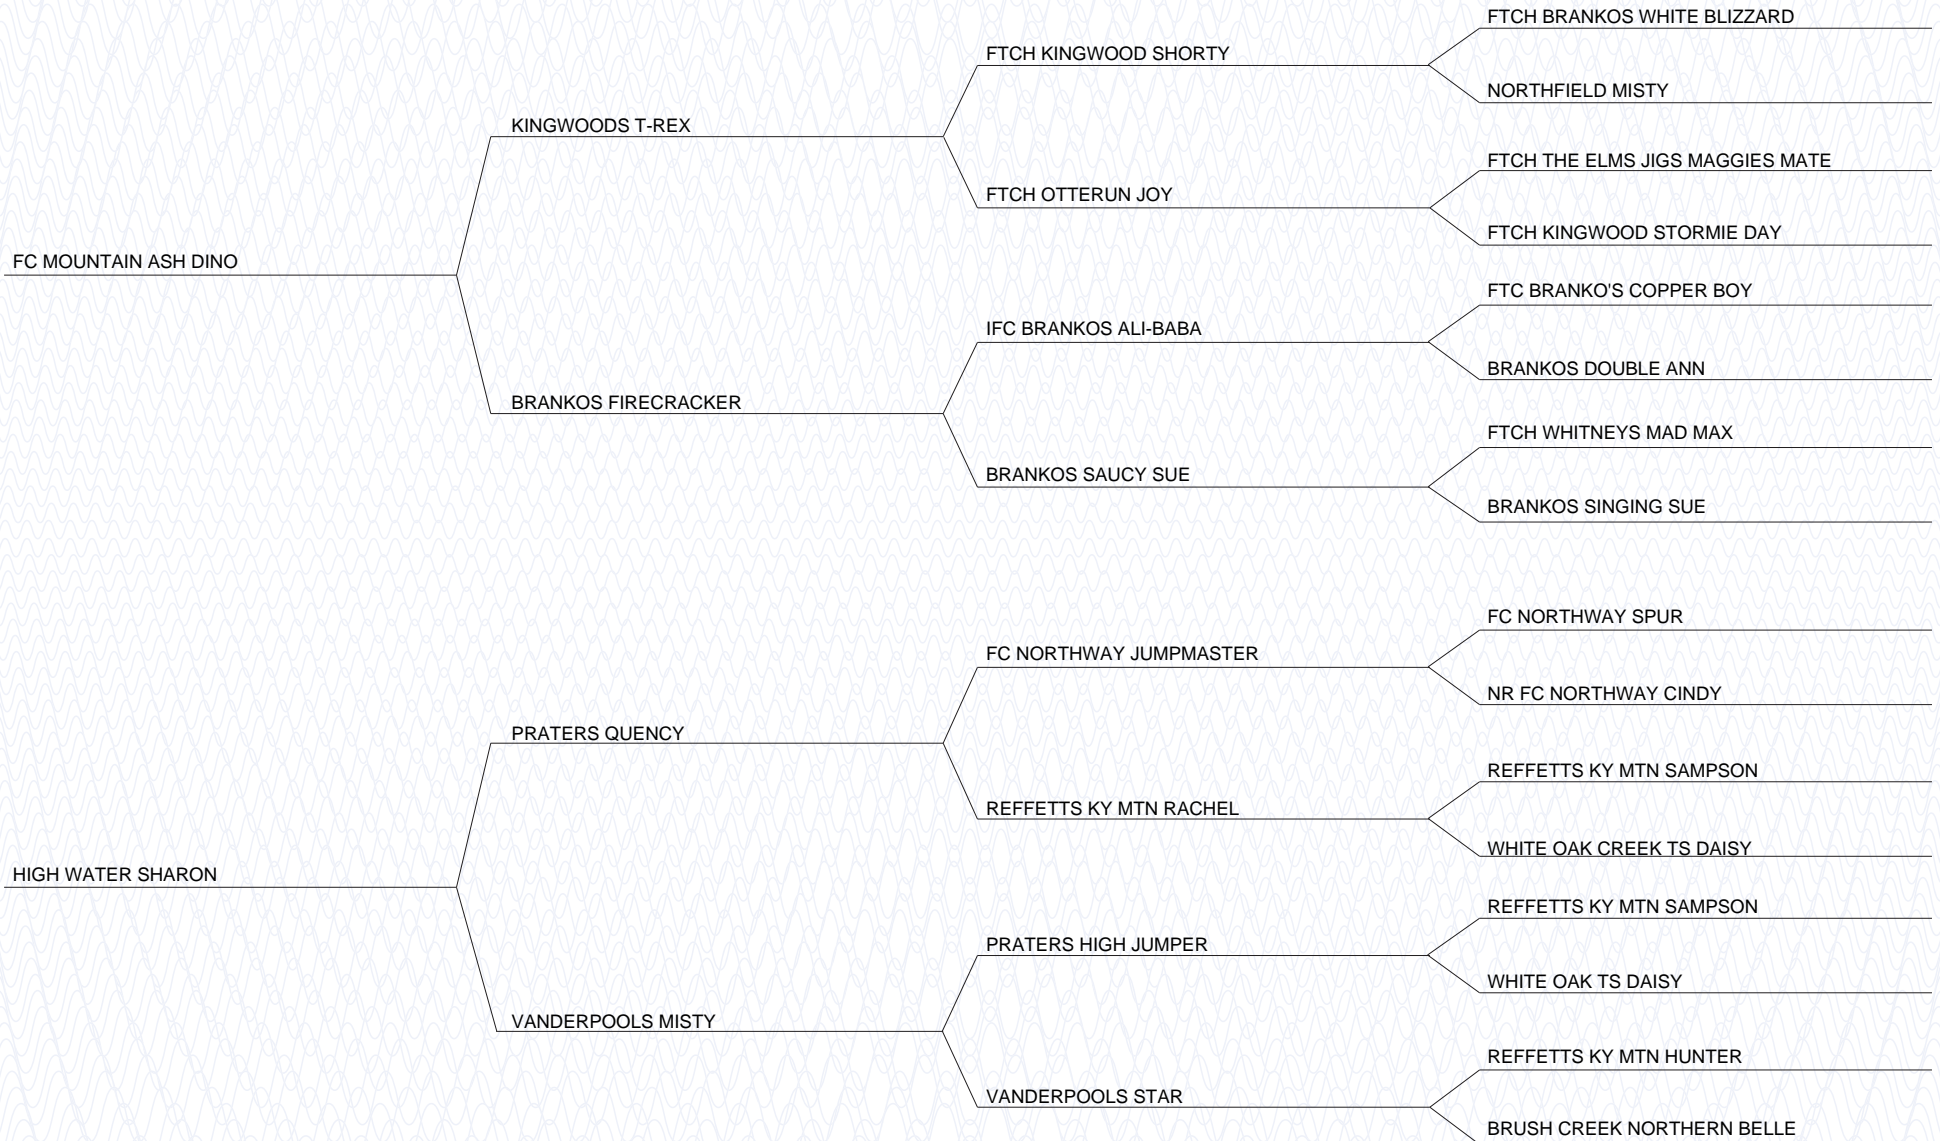 FTCH BRANKOS WHITE BLIZZARD
FTCH KINGWOOD SHORTY
NORTHFIELD MISTY
KINGWOODS T-REX
FTCH THE ELMS JIGS MAGGIES MATE
FTCH OTTERUN JOY
FTCH KINGWOOD STORMIE DAY
FC MOUNTAIN ASH DINO
FTC BRANKO'S COPPER BOY
IFC BRANKOS ALI-BABA
BRANKOS DOUBLE ANN
BRANKOS FIRECRACKER
FTCH WHITNEYS MAD MAX
BRANKOS SAUCY SUE
BRANKOS SINGING SUE
FC NORTHWAY SPUR
FC NORTHWAY JUMPMASTER
NR FC NORTHWAY CINDY
PRATERS QUENCY
REFFETTS KY MTN SAMPSON
REFFETTS KY MTN RACHEL
WHITE OAK CREEK TS DAISY
HIGH WATER SHARON
REFFETTS KY MTN SAMPSON
PRATERS HIGH JUMPER
WHITE OAK TS DAISY
VANDERPOOLS MISTY
REFFETTS KY MTN HUNTER
VANDERPOOLS STAR
BRUSH CREEK NORTHERN BELLE